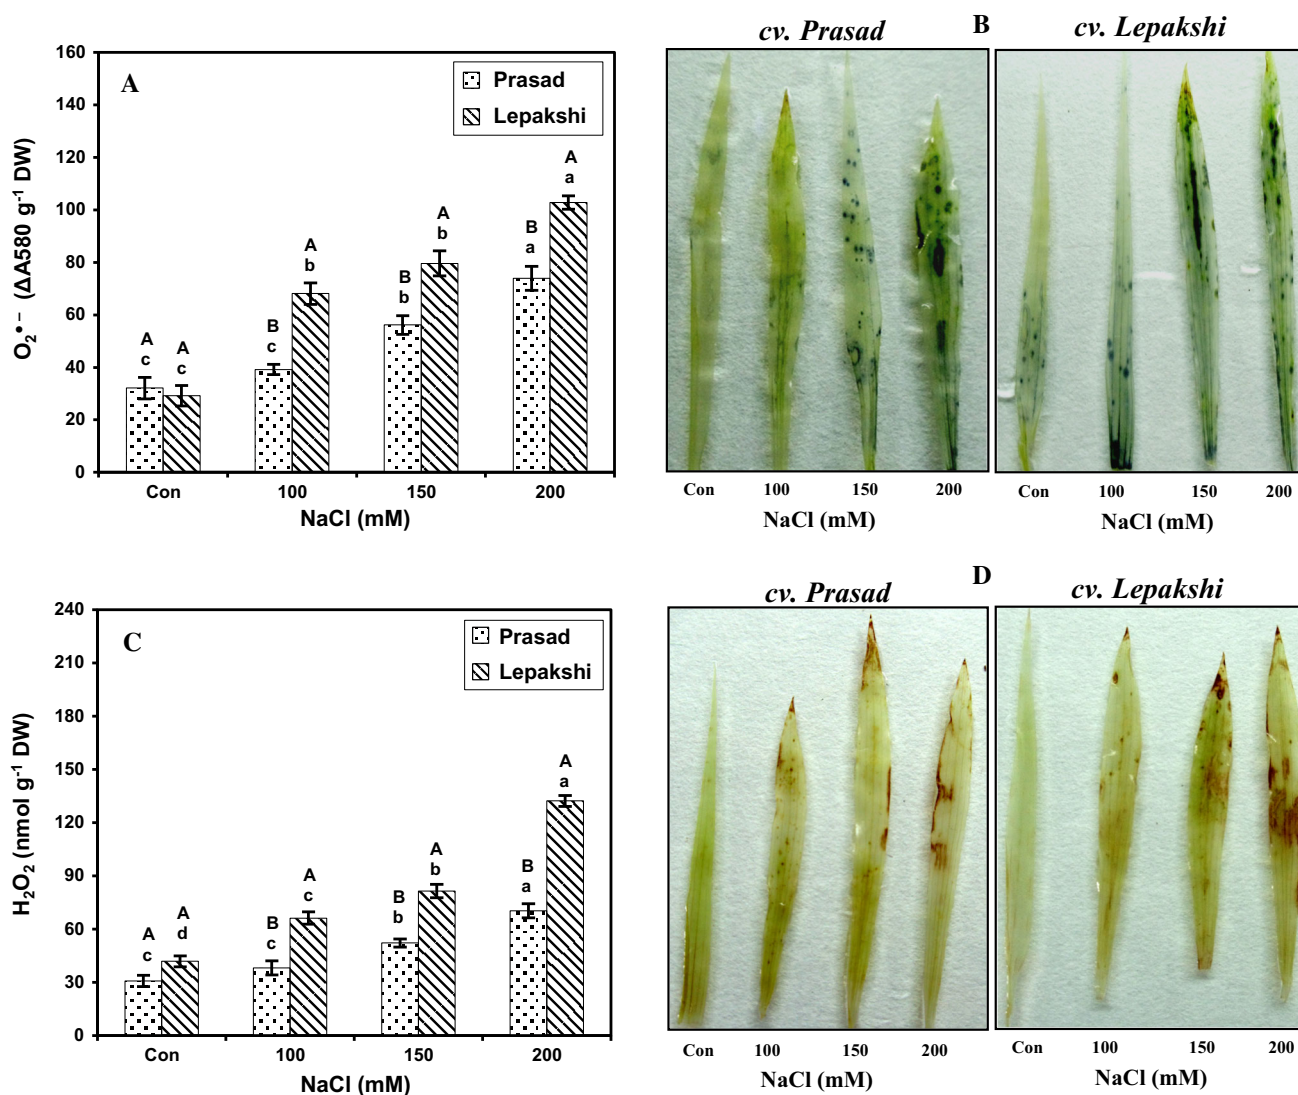 A
O₂•− (ΔA580 g⁻¹ DW)
160
140
120
100
80
60
40
20
0
Prasad
Lepakshi
A
c
A
c
B
c
A
b
B
b
A
b
B
a
A
a
Con 100 150 200
NaCl (mM)
B
cv. Prasad
cv. Lepakshi
Con 100 150 200
NaCl (mM)
Con 100 150 200
NaCl (mM)
C
H₂O₂ (nmol g⁻¹ DW)
240
210
180
150
120
90
60
30
0
Prasad
Lepakshi
A
c
A
d
B
c
A
c
B
b
A
b
B
a
A
a
Con 100 150 200
NaCl (mM)
D
cv. Prasad
cv. Lepakshi
Con 100 150 200
NaCl (mM)
Con 100 150 200
NaCl (mM)